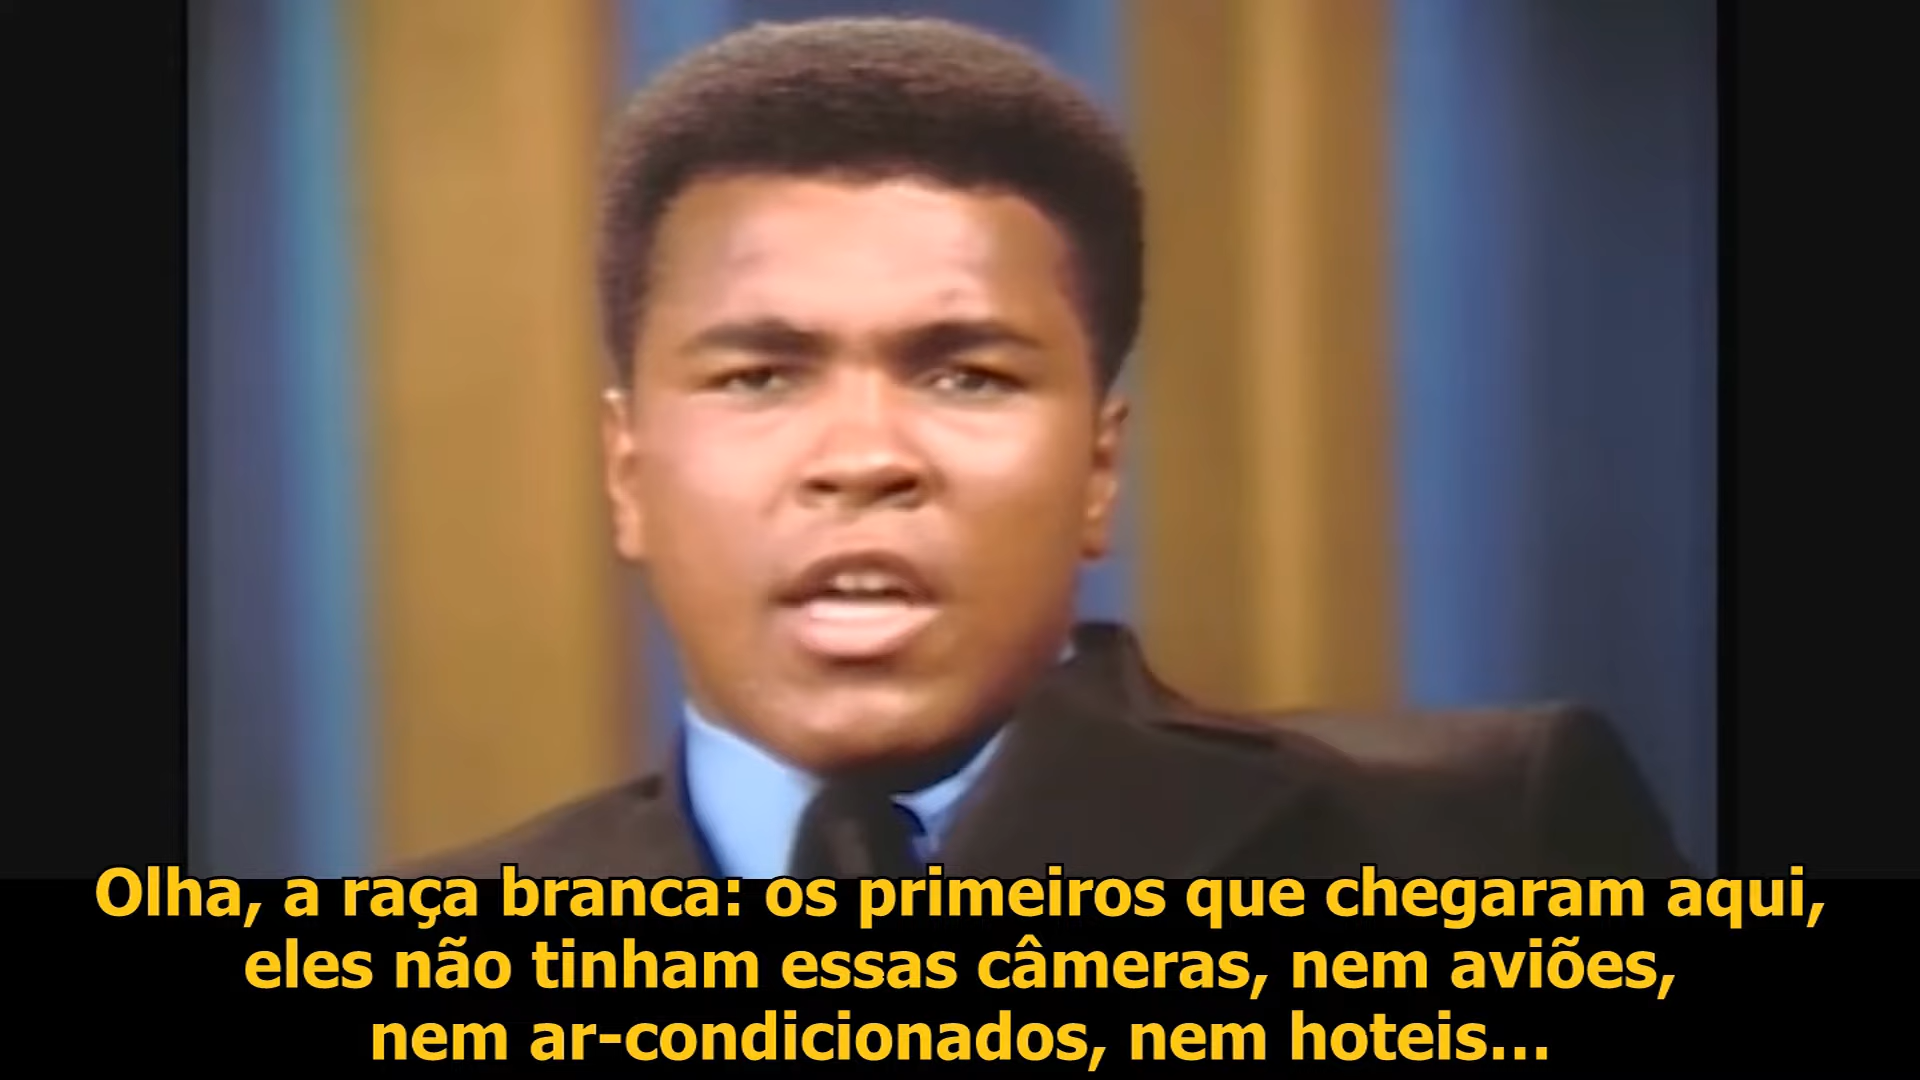 Olha, a raça branca: os primeiros que chegaram aqui,
eles não tinham essas câmeras, nem aviões,
nem ar-condicionados, nem hoteis...